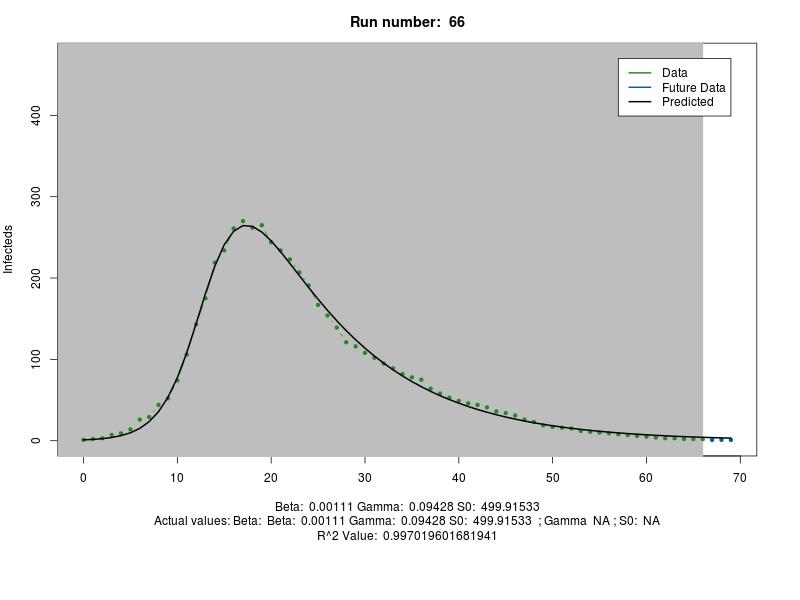 Run number: 66
Data
Future Data
Predicted
Infecteds
400
300
200
100
0
0 10 20 30 40 50 60 70
Beta: 0.00111 Gamma: 0.09428 S0: 499.91533
Actual values: Beta: Beta: 0.00111 Gamma: 0.09428 S0: 499.91533 ; Gamma NA ; S0: NA
R^2 Value: 0.997019601681941